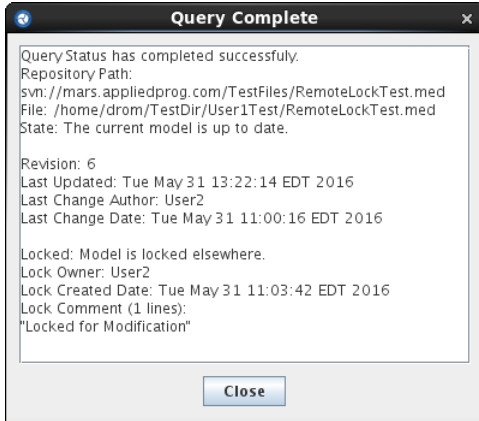 Query Complete
Query Status has completed successfuly.
Repository Path:
svn://mars.appliedprog.com/TestFiles/RemoteLockTest.med
File: /home/drom/TestDir/User1Test/RemoteLockTest.med
State: The current model is up to date.
Revision: 6
Last Updated: Tue May 31 13:22:14 EDT 2016
Last Change Author: User2
Last Change Date: Tue May 31 11:00:16 EDT 2016
Locked: Model is locked elsewhere.
Lock Owner: User2
Lock Created Date: Tue May 31 11:03:42 EDT 2016
Lock Comment (1 lines):
"Locked for Modification"
Close